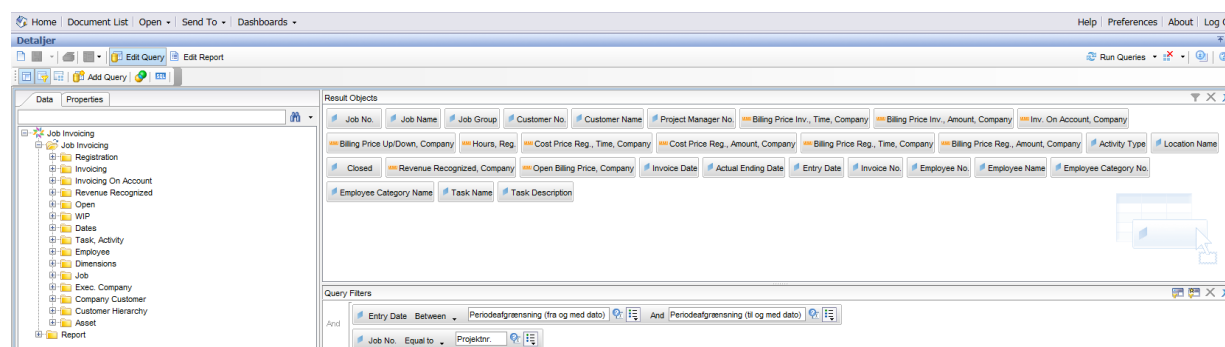 Home Document List Open Send To Dashboards Help Preferences About Log
Detaljer
Edit Query Edit Report Run Queries
Add Query
Data Properties
Result Objects
Job No. Job Name Job Group Customer No. Customer Name Project Manager No. Billing Price Inv., Time, Company Billing Price Inv., Amount, Company Inv. On Account, Company
Billing Price Up/Down, Company Hours, Reg. Cost Price Reg., Time, Company Cost Price Reg., Amount, Company Billing Price Reg., Time, Company Billing Price Reg., Amount, Company Activity Type Location Name
Closed Revenue Recognized, Company Open Billing Price, Company Invoice Date Actual Ending Date Entry Date Invoice No. Employee No. Employee Name Employee Category No.
Employee Category Name Task Name Task Description
Job Invoicing
Job Invoicing
Registration
Invoicing
Invoicing On Account
Revenue Recognized
Open
WIP
Dates
Task, Activity
Employee
Dimensions
Job
Exec. Company
Company Customer
Customer Hierarchy
Asset
Report
Query Filters
And
Entry Date Between Periodeafgrænsning (fra og med dato) And Periodeafgrænsning (til og med dato)
Job No. Equal to Projektnr.